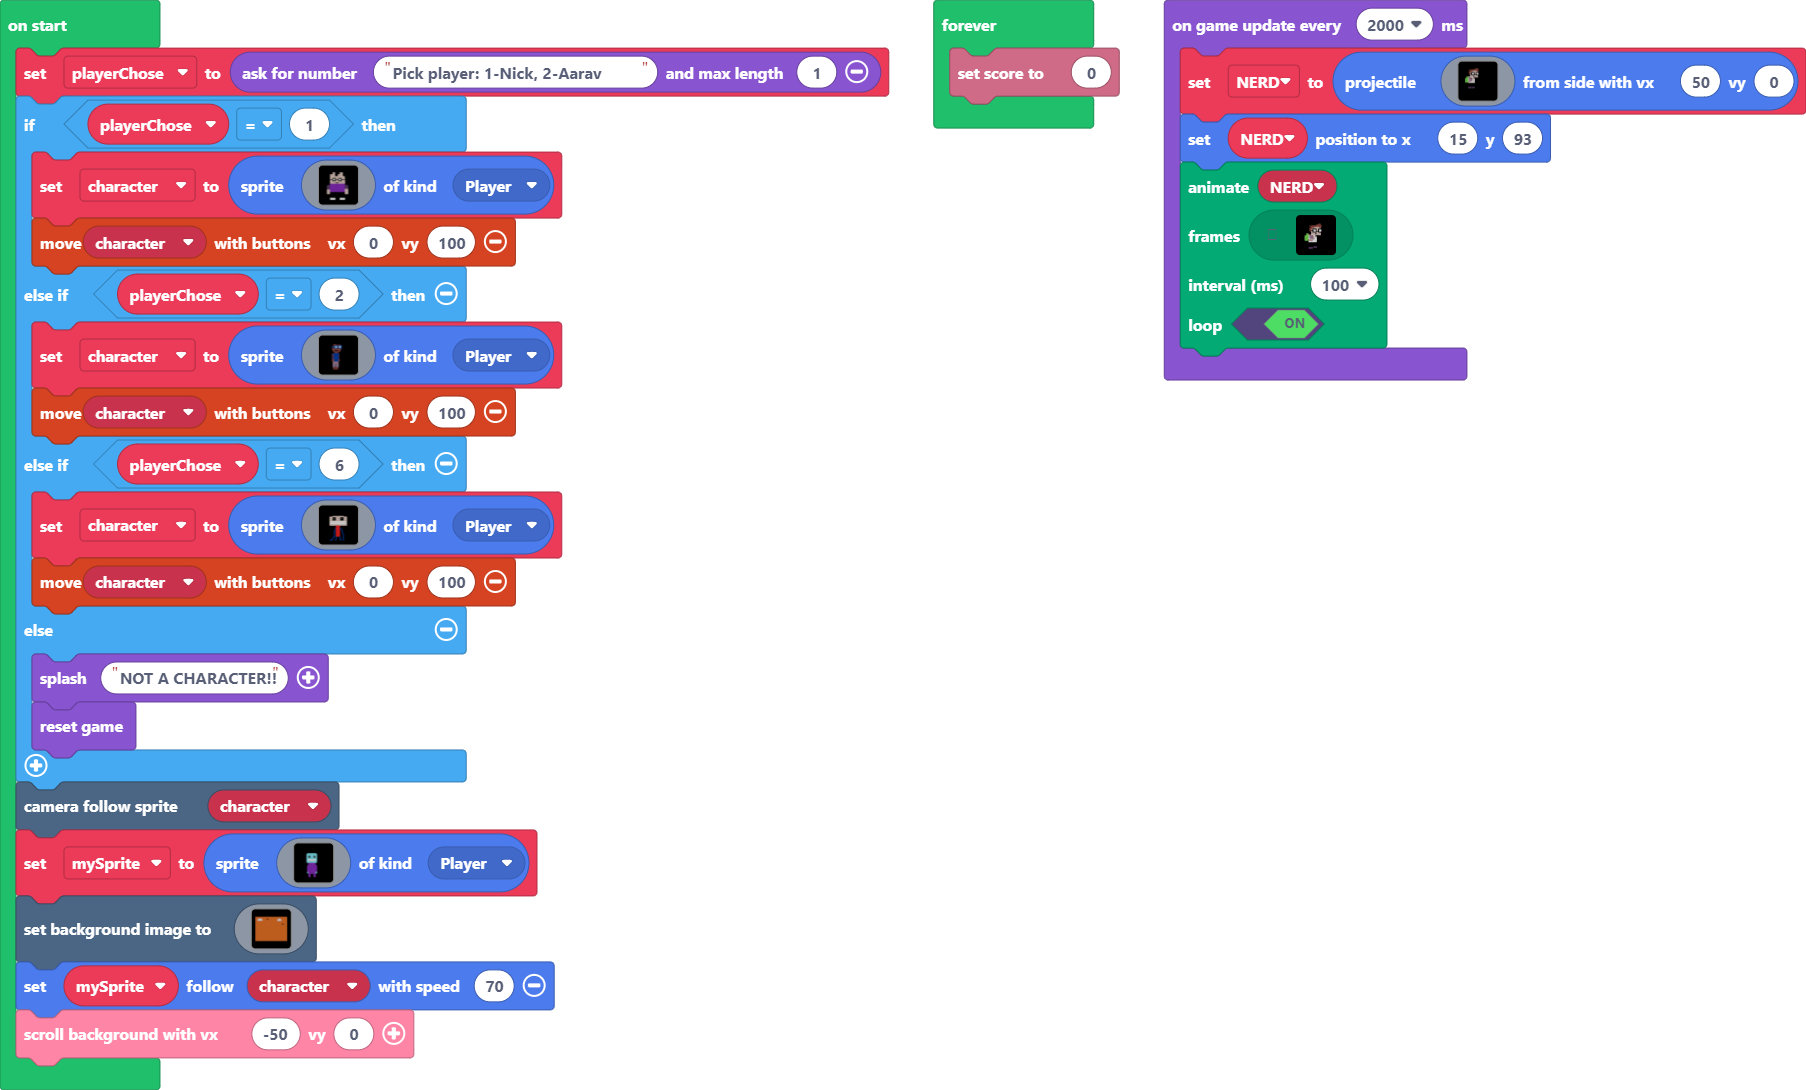 on start
set playerChose to ask for number "Pick player: 1-Nick, 2-Aarav " and max length 1
if playerChose = 1 then
set character to sprite of kind Player
move character with buttons vx 0 vy 100
else if playerChose = 2 then
set character to sprite of kind Player
move character with buttons vx 0 vy 100
else if playerChose = 6 then
set character to sprite of kind Player
move character with buttons vx 0 vy 100
else
splash "NOT A CHARACTER!!"
reset game
camera follow sprite character
set mySprite to sprite of kind Player
set background image to
set mySprite follow character with speed 70
scroll background with vx -50 vy 0
forever
set score to 0
on game update every 2000 ms
set NERD to projectile from side with vx 50 vy 0
set NERD position to x 15 y 93
animate NERD
frames
interval (ms) 100
loop ON